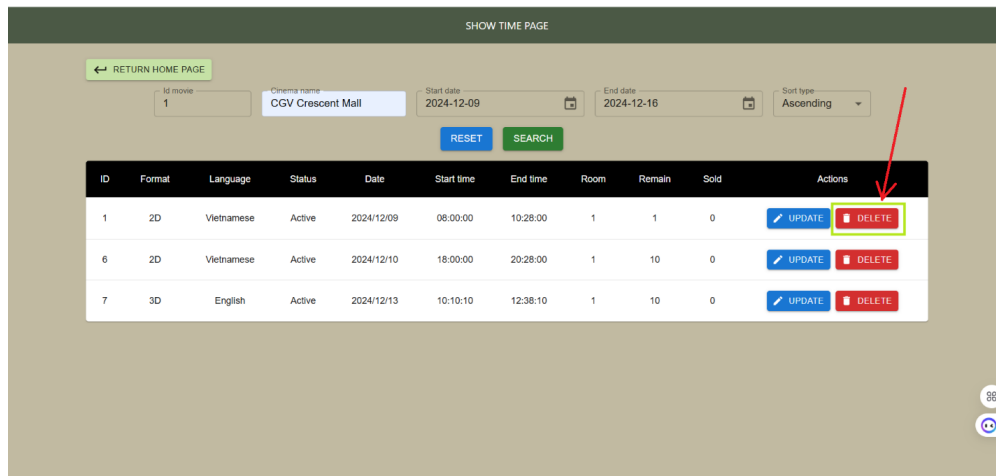 SHOW TIME PAGE
RETURN HOME PAGE
Id movie Cinema name Start date End date Sort type
1 CGV Crescent Mall 2024-12-09 2024-12-16 Ascending
RESET SEARCH
ID Format Language Status Date Start time End time Room Remain Sold Actions
1 2D Vietnamese Active 2024/12/09 08:00:00 10:28:00 1 1 0 UPDATE DELETE
6 2D Vietnamese Active 2024/12/10 18:00:00 20:28:00 1 10 0 UPDATE DELETE
7 3D English Active 2024/12/13 10:10:10 12:38:10 1 10 0 UPDATE DELETE